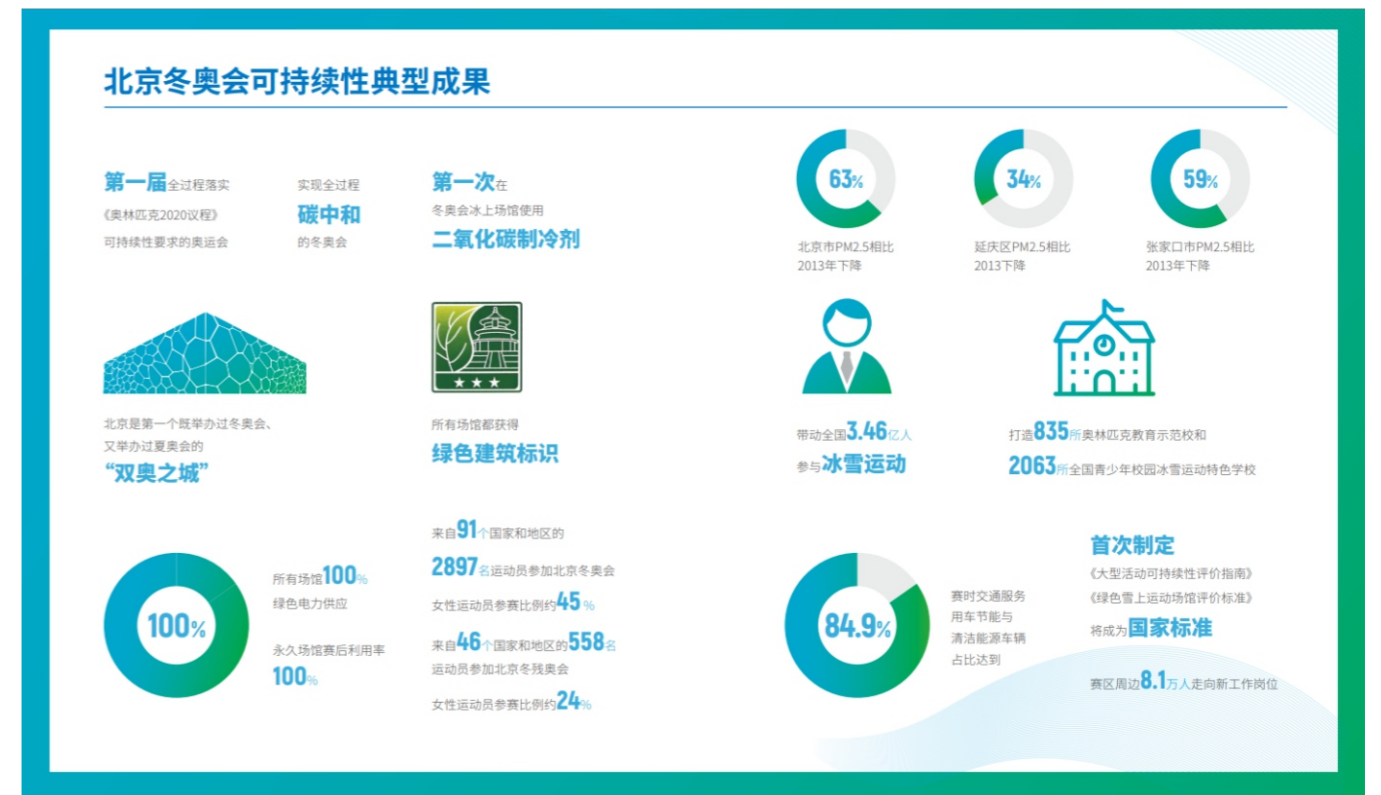 北京冬奥会可持续性典型成果
第一届全过程落实
《奥林匹克2020议程》
可持续性要求的奥运会
实现全过程
碳中和
的冬奥会
第一次在
冬奥会冰上场馆使用
二氧化碳制冷剂
63%
北京市PM2.5相比
2013年下降
34%
延庆区PM2.5相比
2013下降
59%
张家口市PM2.5相比
2013年下降
北京是第一个既举办过冬奥会、
又举办过夏奥会的
“双奥之城”
所有场馆都获得
绿色建筑标识
带动全国3.46亿人
参与冰雪运动
打造835所奥林匹克教育示范校和
2063所全国青少年校园冰雪运动特色学校
100%
所有场馆100%
绿色电力供应
永久场馆赛后利用率
100%
来自91个国家和地区的
2897名运动员参加北京冬奥会
女性运动员参赛比例约45%
来自46个国家和地区的558名
运动员参加北京冬残奥会
女性运动员参赛比例约24%
84.9%
赛时交通服务
用车节能与
清洁能源车辆
占比达到
首次制定
《大型活动可持续性评价指南》
《绿色雪上运动场馆评价标准》
将成为国家标准
赛区周边8.1万人走向新工作岗位